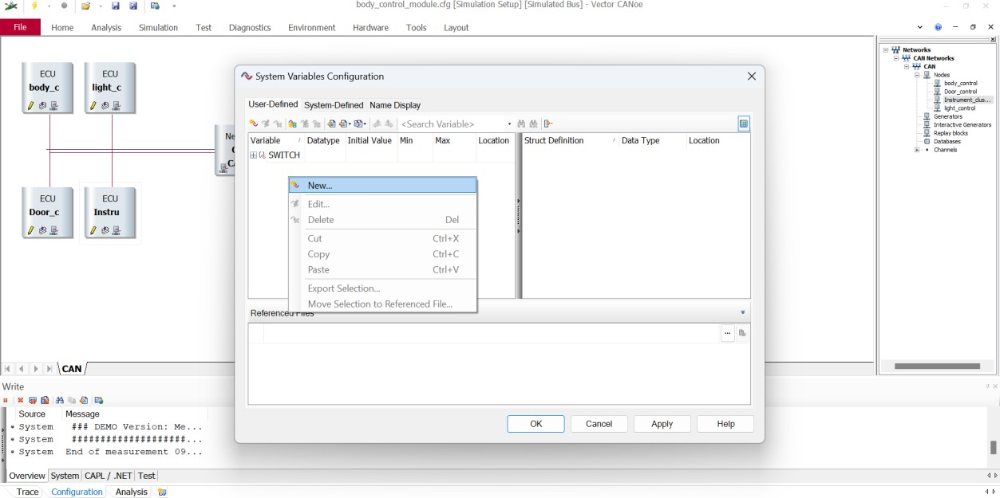 body_control_module.cfg [Simulation Setup] [Simulated Bus] - Vector CANoe
File Home Analysis Simulation Test Diagnostics Environment Hardware Tools Layout
ECU
body_c
ECU
light_c
Ne
ECU
Door_c
ECU
Instru
CAN
System Variables Configuration
User-Defined System-Defined Name Display
<Search Variable>
Variable Datatype Initial Value Min Max Location
SWITCH
Struct Definition Data Type Location
New...
Edit...
Delete Del
Cut Ctrl+X
Copy Ctrl+C
Paste Ctrl+V
Export Selection...
Move Selection to Referenced File...
Referenced Files
...
OK Cancel Apply Help
Networks
CAN Networks
CAN
Nodes
body_control
Door_control
Instrument_clus...
light_control
Generators
Interactive Generators
Replay blocks
Databases
Channels
Write
Source Message
System ### DEMO Version: Me...
System ####################...
System End of measurement 09...
Overview System CAPL / .NET Test
Trace Configuration Analysis